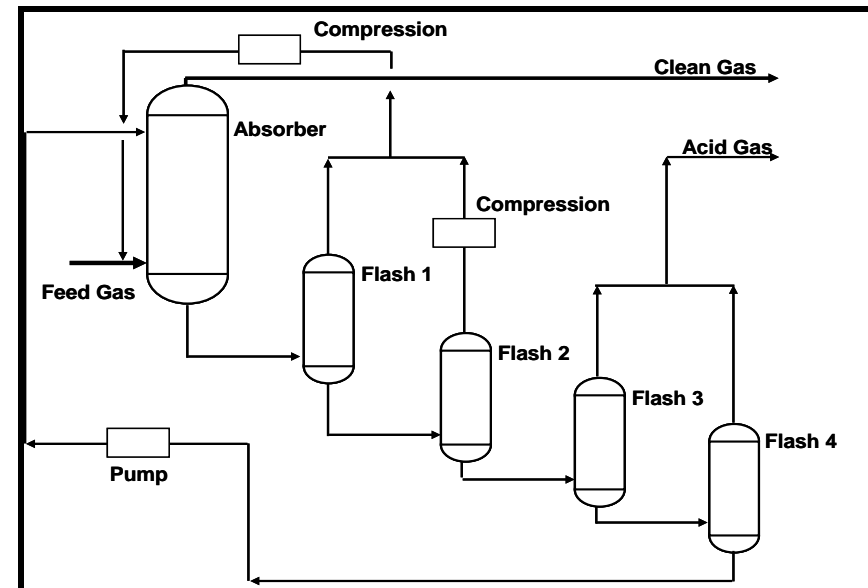 Compression
Clean Gas
Absorber
Acid Gas
Compression
Flash 1
Feed Gas
Flash 2
Flash 3
Flash 4
Pump